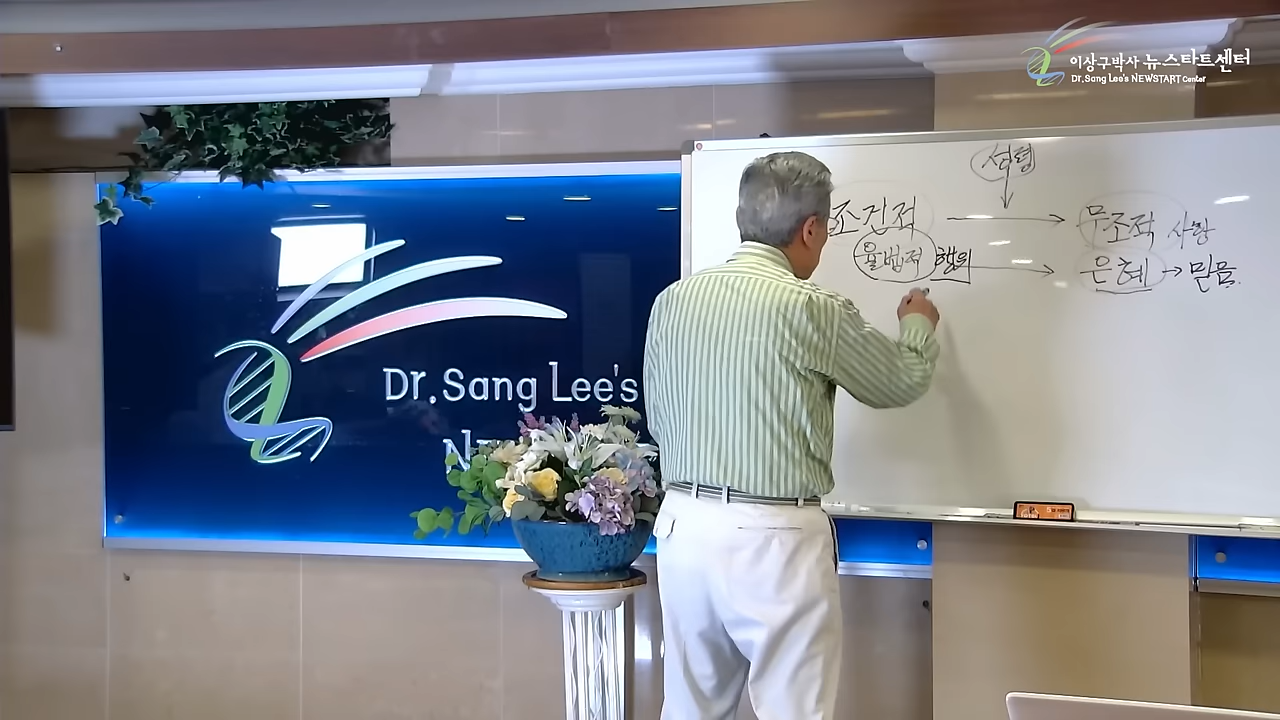 이상구박사 뉴스타트센터
Dr. Sang Lee's NEWSTART Center
성령
조건적 → 무조적 사랑
율법적 행위 → 은혜 → 믿음.
Dr. Sang Lee's